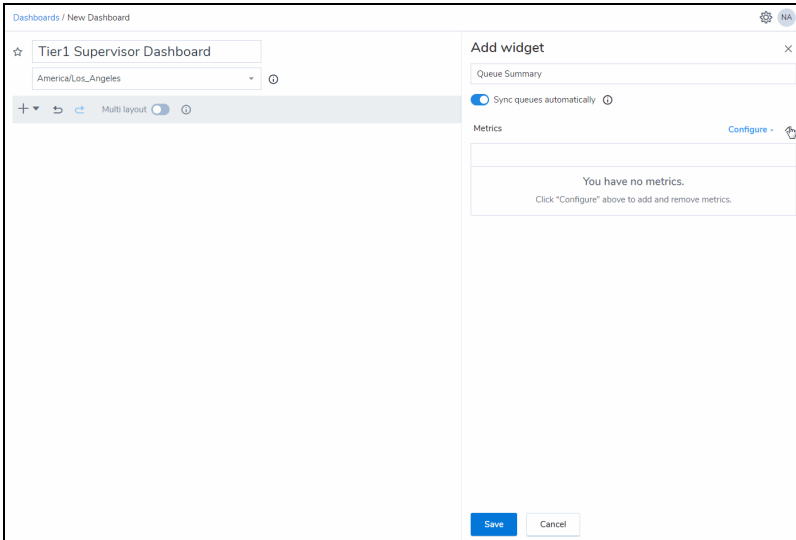 Dashboards / New Dashboard
NA
Tier1 Supervisor Dashboard
America/Los_Angeles
Multi layout
Add widget
Queue Summary
Sync queues automatically
Metrics
Configure
You have no metrics.
Click "Configure" above to add and remove metrics.
Save
Cancel